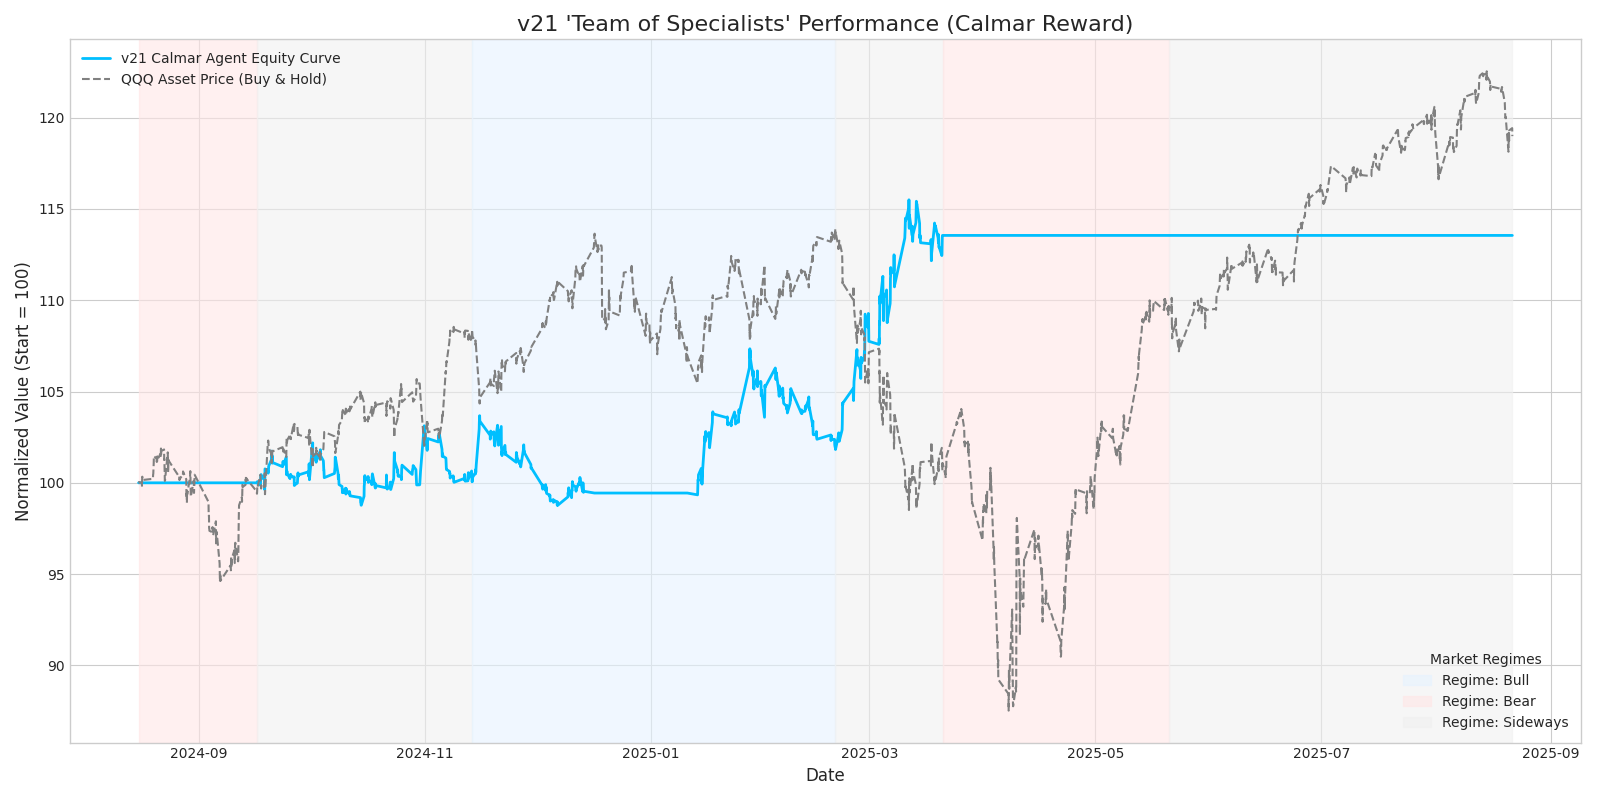 v21 'Team of Specialists' Performance (Calmar Reward)
v21 Calmar Agent Equity Curve
QQQ Asset Price (Buy & Hold)
Normalized Value (Start = 100)
120
115
110
105
100
95
90
Market Regimes
Regime: Bull
Regime: Bear
Regime: Sideways
2024-09 2024-11 2025-01 2025-03 2025-05 2025-07 2025-09
Date